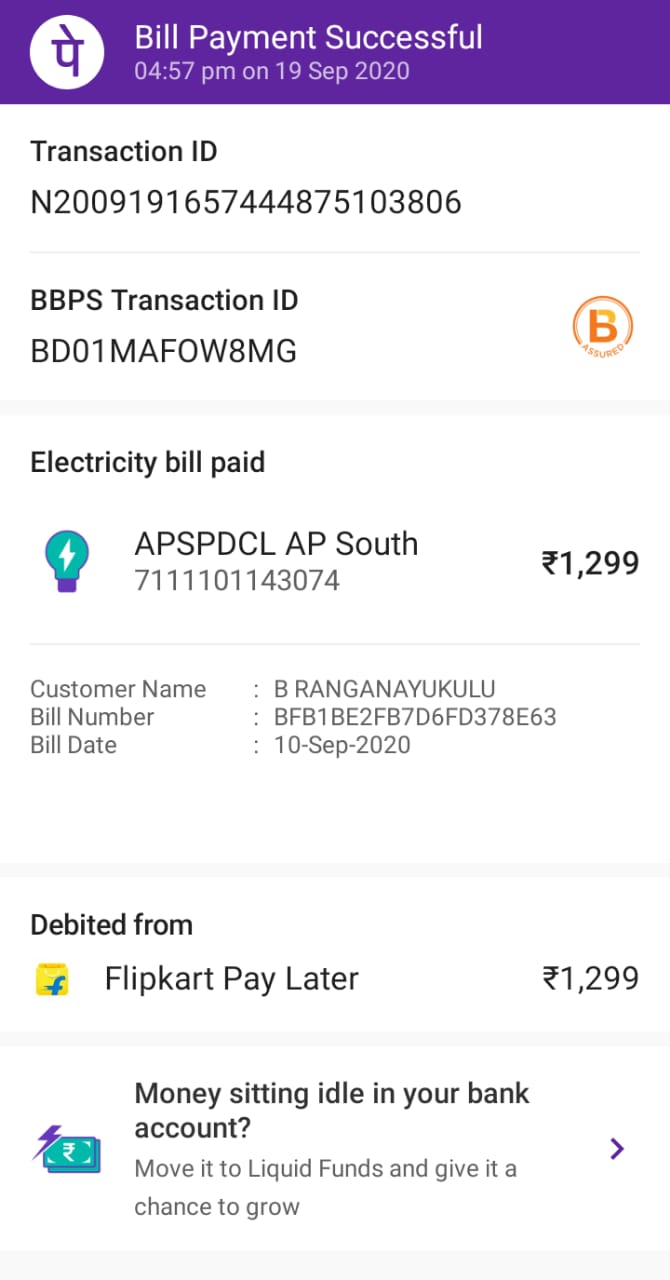 पे
Bill Payment Successful
04:57 pm on 19 Sep 2020
Transaction ID
N2009191657444875103806
BBPS Transaction ID
BD01MAFOW8MG
B
ASSURED
Electricity bill paid
APSPDCL AP South
7111101143074
₹1,299
Customer Name : B RANGANAYUKULU
Bill Number : BFB1BE2FB7D6FD378E63
Bill Date : 10-Sep-2020
Debited from
Flipkart Pay Later ₹1,299
Money sitting idle in your bank
account?
Move it to Liquid Funds and give it a
chance to grow